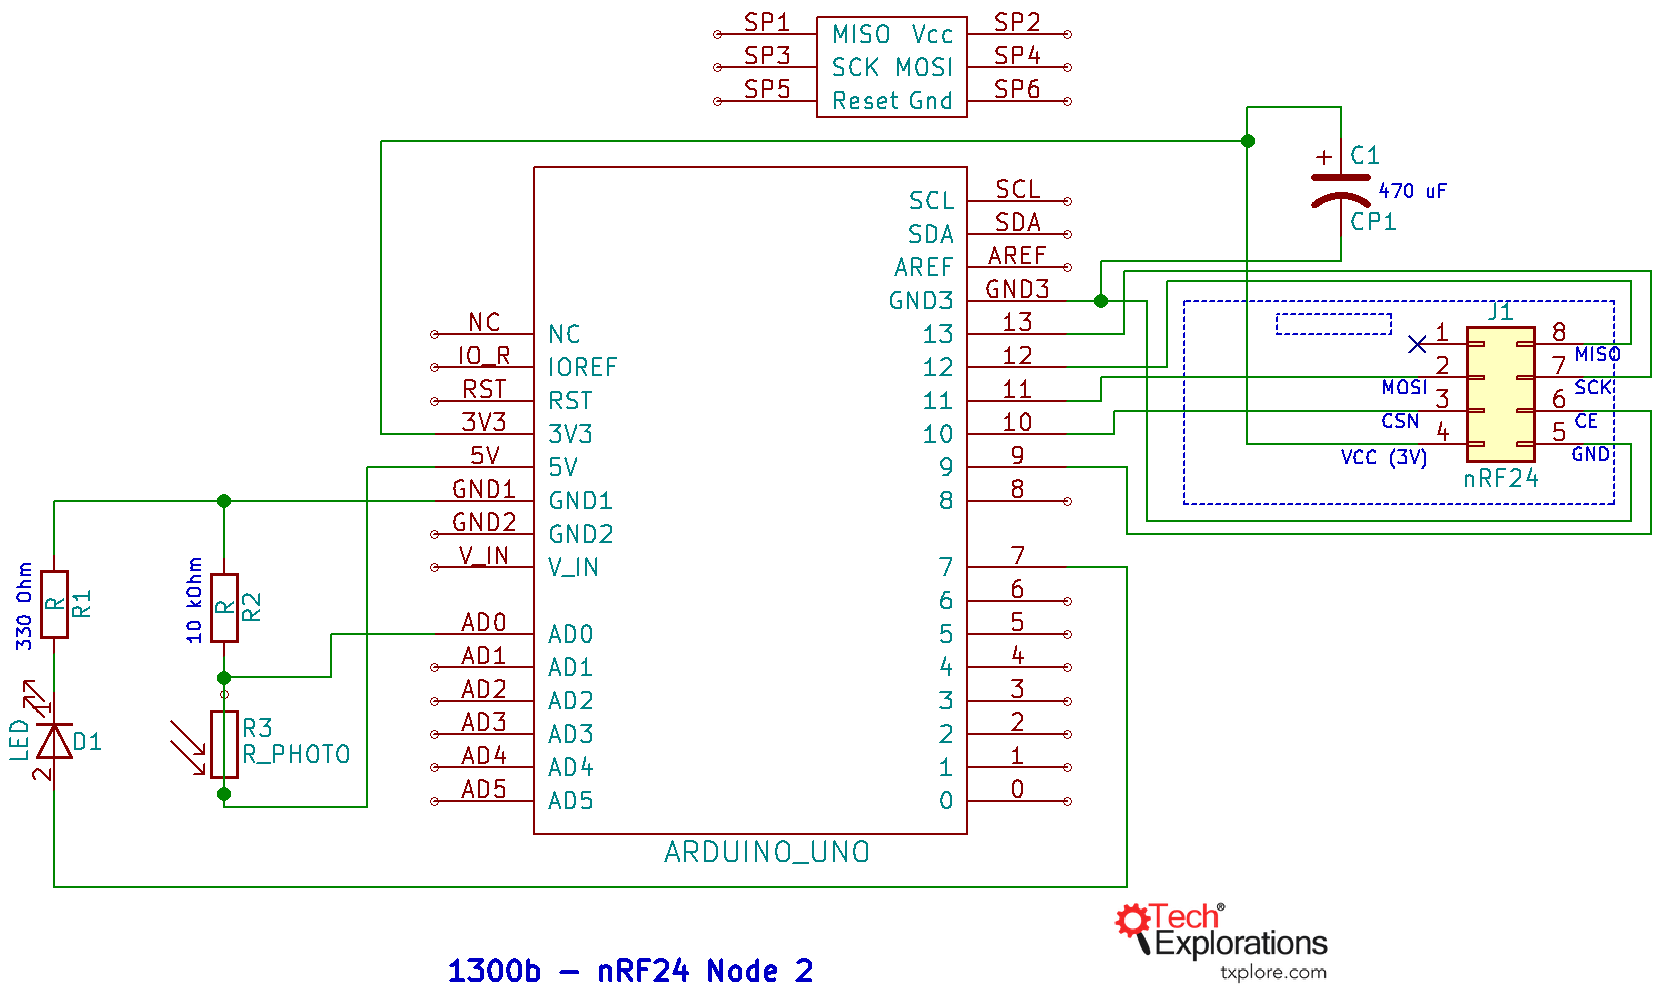 SP1 MISO Vcc SP2
SP3 SCK MOSI SP4
SP5 Reset Gnd SP6
+ C1
470 uF
CP1
SCL SCL
SDA SDA
AREF AREF
GND3 GND3
NC NC 13 13
IO_R IOREF 12 12
RST RST 11 11
3V3 3V3 10 10
5V 5V 9 9
GND1 GND1 8 8
GND2 GND2
V_IN V_IN 7 7
6 6
AD0 AD0 5 5
AD1 AD1 4 4
AD2 AD2 3 3
AD3 AD3 2 2
AD4 AD4 1 1
AD5 AD5 0 0
ARDUINO_UNO
J1
1 8 MISO
2 MOSI 7 SCK
3 CSN 6 CE
4 VCC (3V) 5 GND
nRF24
330 Ohm R R1
10 kOhm R R2
LED 1 D1 2
R3
R_PHOTO
Tech®
Explorations
txplore.com
1300b - nRF24 Node 2